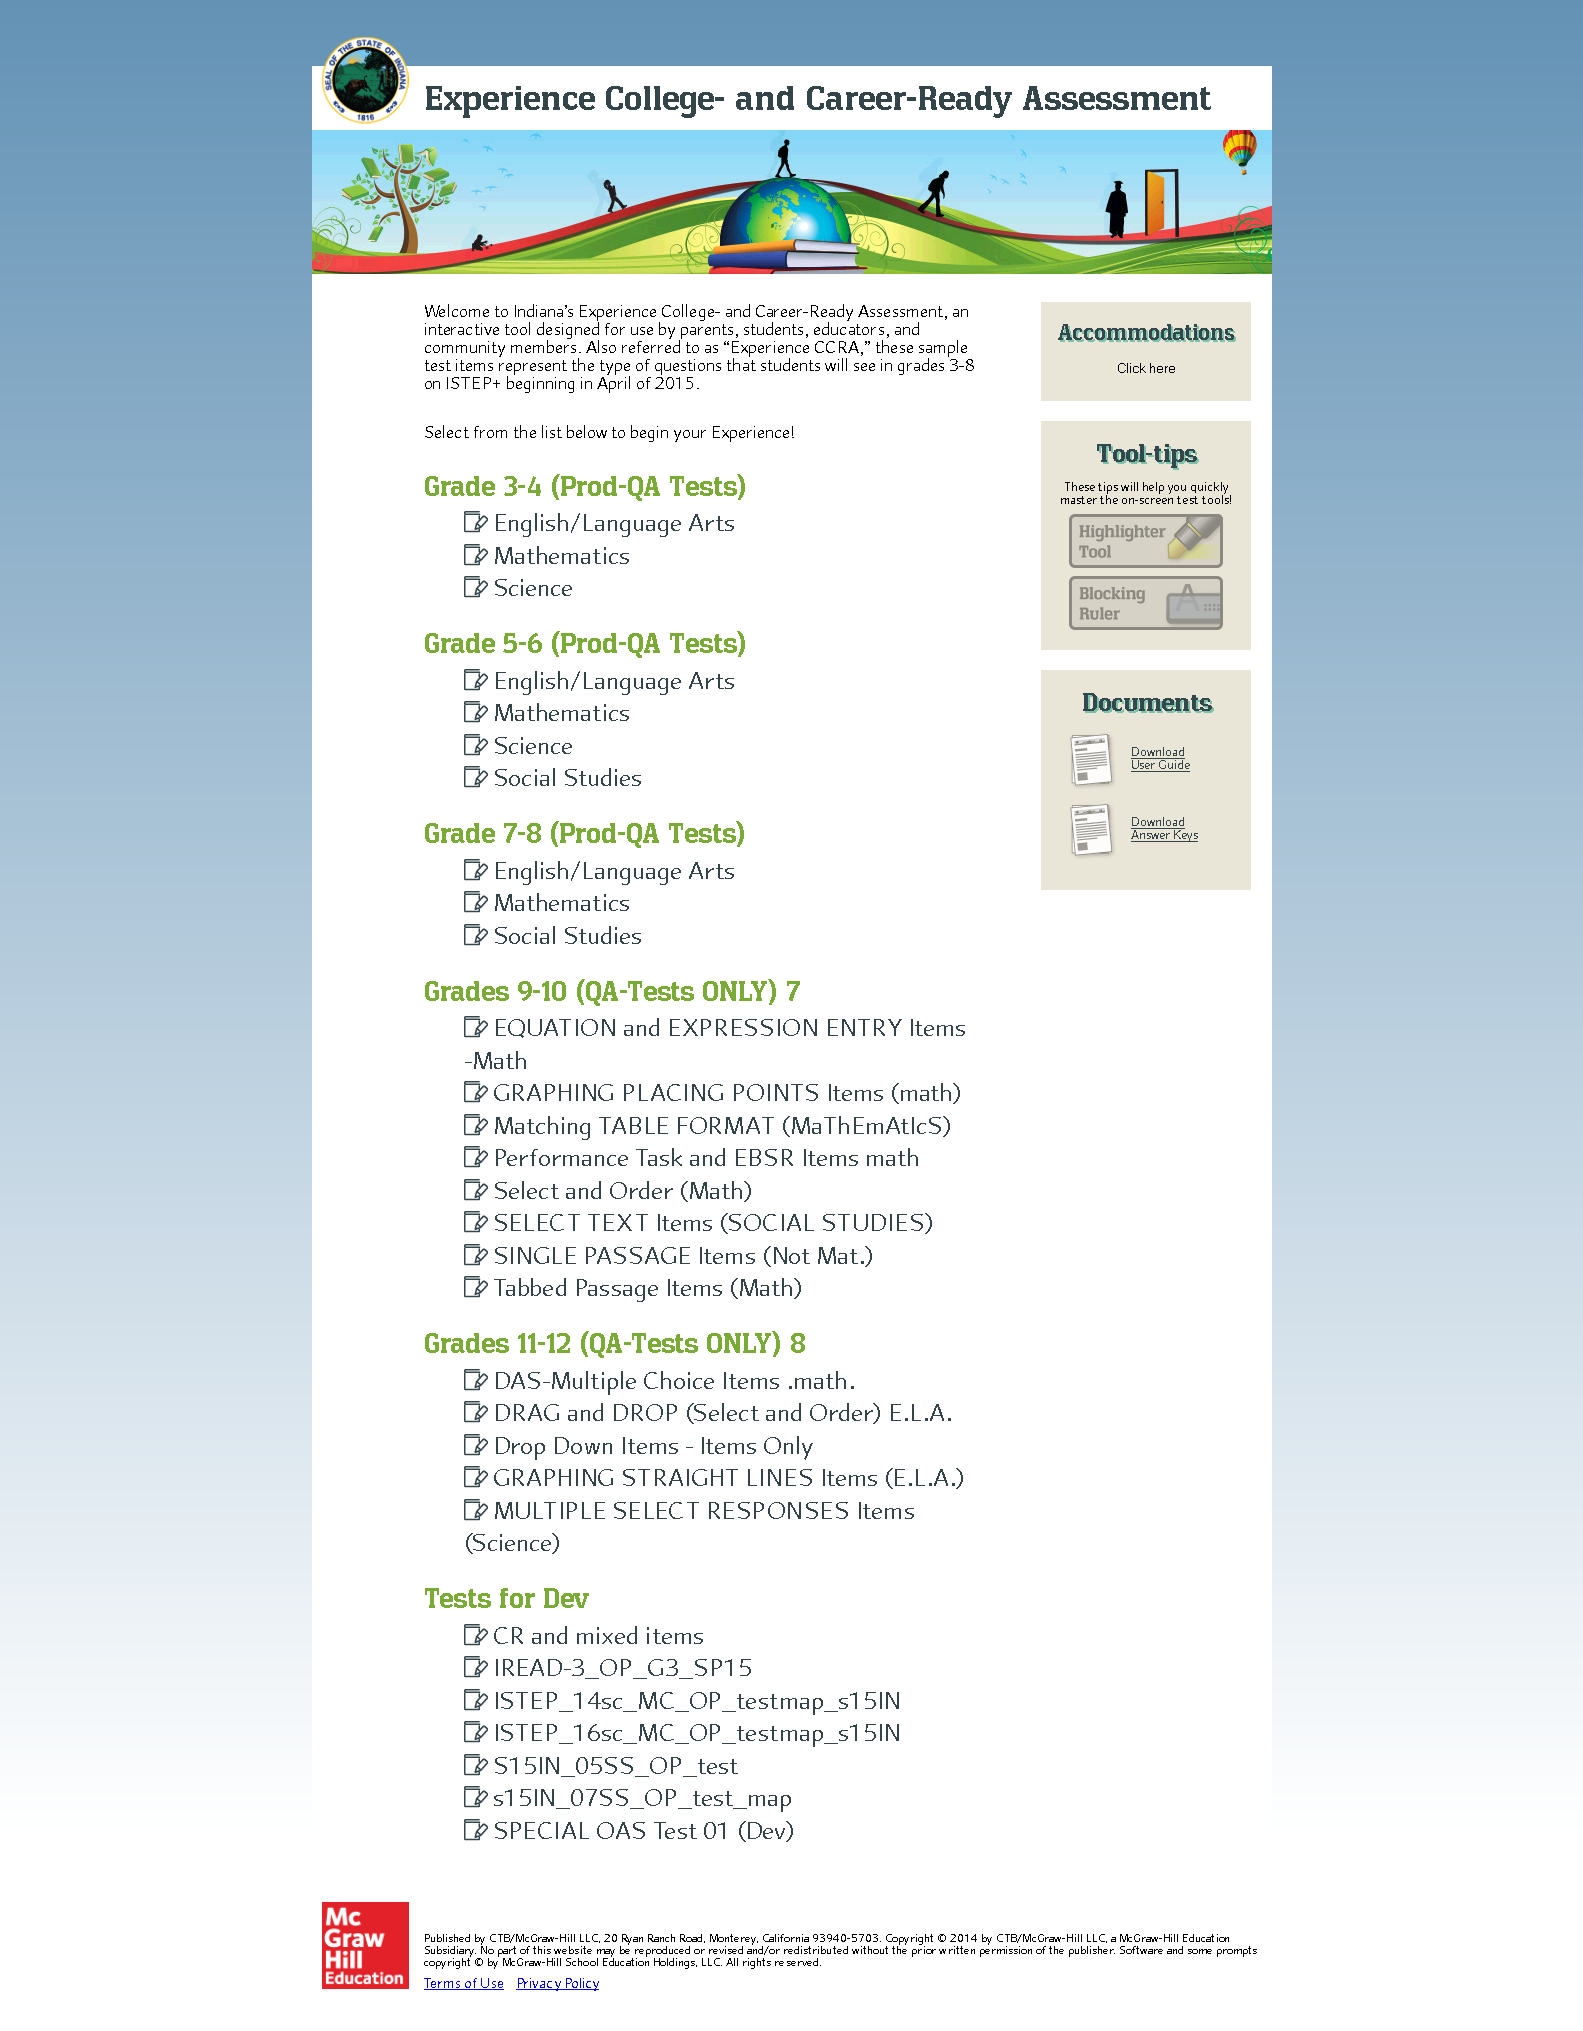 SEAL OF THE STATE OF INDIANA
1816
Experience College- and Career-Ready Assessment
Welcome to Indiana's Experience College- and Career-Ready Assessment, an
interactive tool designed for use by parents, students, educators, and
community members. Also referred to as “Experience CCRA,” these sample
test items represent the type of questions that students will see in grades 3-8
on ISTEP+ beginning in April of 2015.
Select from the list below to begin your Experience!
Grade 3-4 (Prod-QA Tests)
English/Language Arts
Mathematics
Science
Grade 5-6 (Prod-QA Tests)
English/Language Arts
Mathematics
Science
Social Studies
Grade 7-8 (Prod-QA Tests)
English/Language Arts
Mathematics
Social Studies
Grades 9-10 (QA-Tests ONLY) 7
EQUATION and EXPRESSION ENTRY Items
-Math
GRAPHING PLACING POINTS Items (math)
Matching TABLE FORMAT (MaThEmAtIcS)
Performance Task and EBSR Items math
Select and Order (Math)
SELECT TEXT Items (SOCIAL STUDIES)
SINGLE PASSAGE Items (Not Mat.)
Tabbed Passage Items (Math)
Grades 11-12 (QA-Tests ONLY) 8
DAS-Multiple Choice Items .math.
DRAG and DROP (Select and Order) E.L.A.
Drop Down Items - Items Only
GRAPHING STRAIGHT LINES Items (E.L.A.)
MULTIPLE SELECT RESPONSES Items
(Science)
Tests for Dev
CR and mixed items
IREAD-3_OP_G3_SP15
ISTEP_14sc_MC_OP_testmap_s15IN
ISTEP_16sc_MC_OP_testmap_s15IN
S15IN_05SS_OP_test
s15IN_07SS_OP_test_map
SPECIAL OAS Test 01 (Dev)
Accommodations
Click here
Tool-tips
These tips will help you quickly
master the on-screen test tools!
Highlighter
Tool
Blocking
Ruler
A
Documents
Download
User Guide
Download
Answer Keys
Mc
Graw
Hill
Education
Published by CTB/McGraw-Hill LLC, 20 Ryan Ranch Road, Monterey, California 93940-5703. Copyright © 2014 by CTB/McGraw-Hill LLC, a McGraw-Hill Education
Subsidiary. No part of this website may be reproduced or revised and/or redistributed without the prior written permission of the publisher. Software and some prompts
copyright © by McGraw-Hill School Education Holdings, LLC. All rights reserved.
Terms of Use Privacy Policy